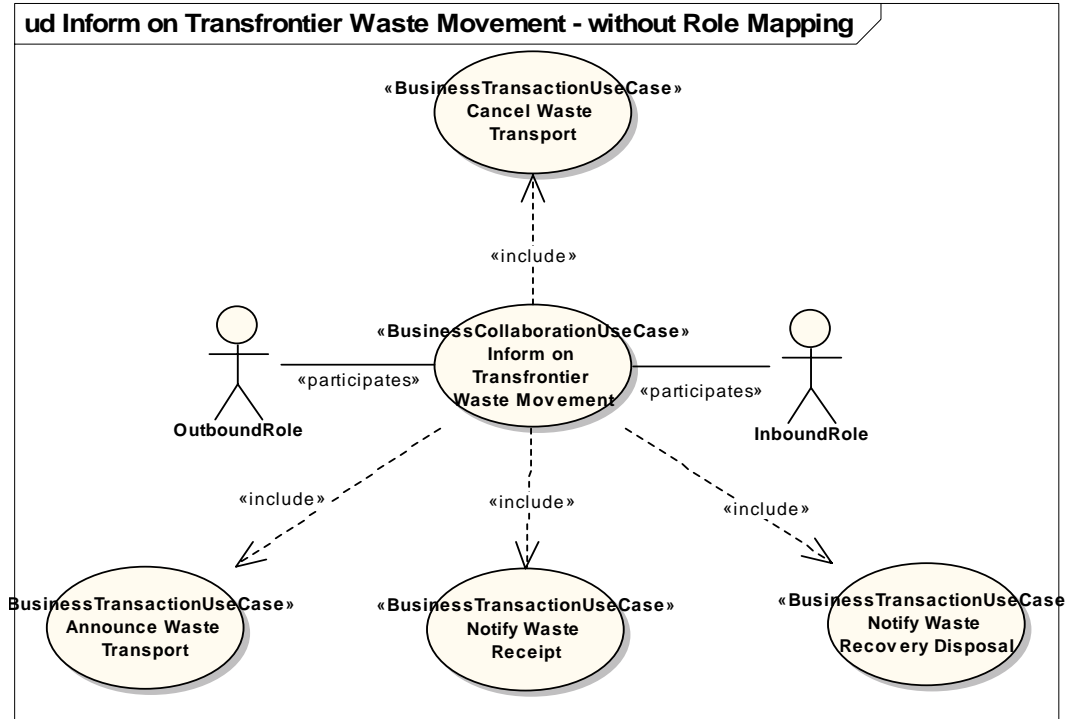 ud Inform on Transfrontier Waste Movement - without Role Mapping
«BusinessTransactionUseCase»
Cancel Waste
Transport
«include»
«BusinessCollaborationUseCase»
Inform on
Transfrontier
Waste Movement
«participates»
«participates»
OutboundRole
InboundRole
«include»
«include»
«include»
BusinessTransactionUseCase»
Announce Waste
Transport
«BusinessTransactionUseCase»
Notify Waste
Receipt
«BusinessTransactionUseCase
Notify Waste
Recovery Disposal